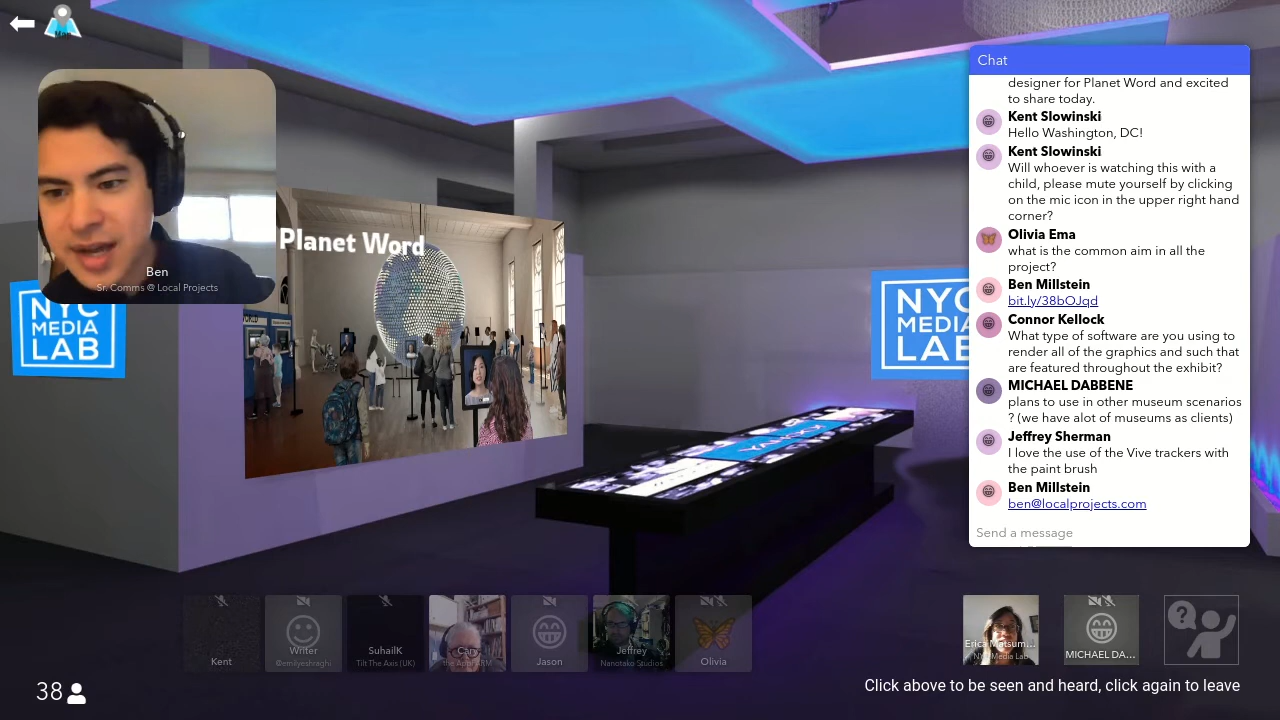 Map
Chat
designer for Planet Word and excited
to share today.
Kent Slowinski
Hello Washington, DC!
Kent Slowinski
Will whoever is watching this with a
child, please mute yourself by clicking
on the mic icon in the upper right hand
corner?
Olivia Ema
what is the common aim in all the
project?
Ben Millstein
bit.ly/38bOJqd
Connor Kellock
What type of software are you using to
render all of the graphics and such that
are featured throughout the exhibit?
MICHAEL DABBENE
plans to use in other museum scenarios
? (we have alot of museums as clients)
Jeffrey Sherman
I love the use of the Vive trackers with
the paint brush
Ben Millstein
ben@localprojects.com
Send a message
Ben
Sr. Comms @ Local Projects
Planet Word
NYC
MEDIA
LAB
NYC
MEDIA
LAB
Kent
Writer
@emilyeshraghi
SuhailK
Tilt The Axis (UK)
Cary
Jason
Jeffrey
Nanotako Studios
Olivia
Erica Matsum...
NYC Media Lab
MICHAEL DA...
38
Click above to be seen and heard, click again to leave